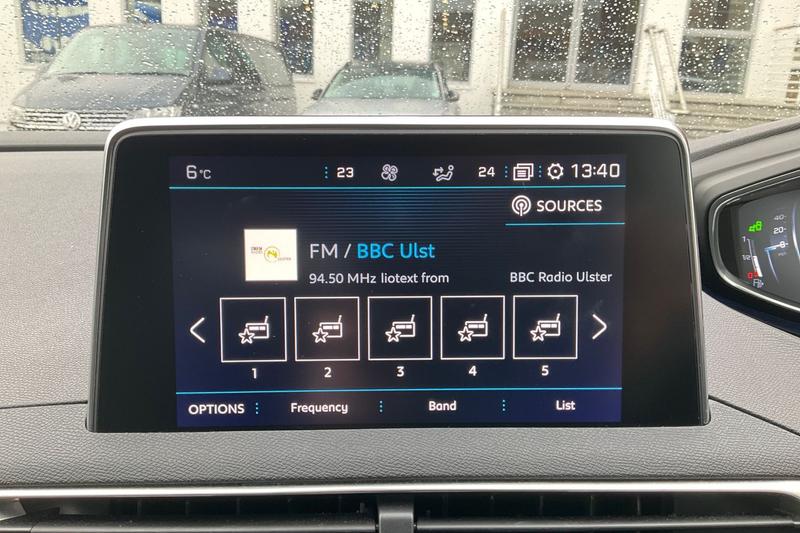 6°C 23 24 13:40
SOURCES
FM / BBC Ulst
94.50 MHz liotext from BBC Radio Ulster
1 2 3 4 5
OPTIONS Frequency Band List